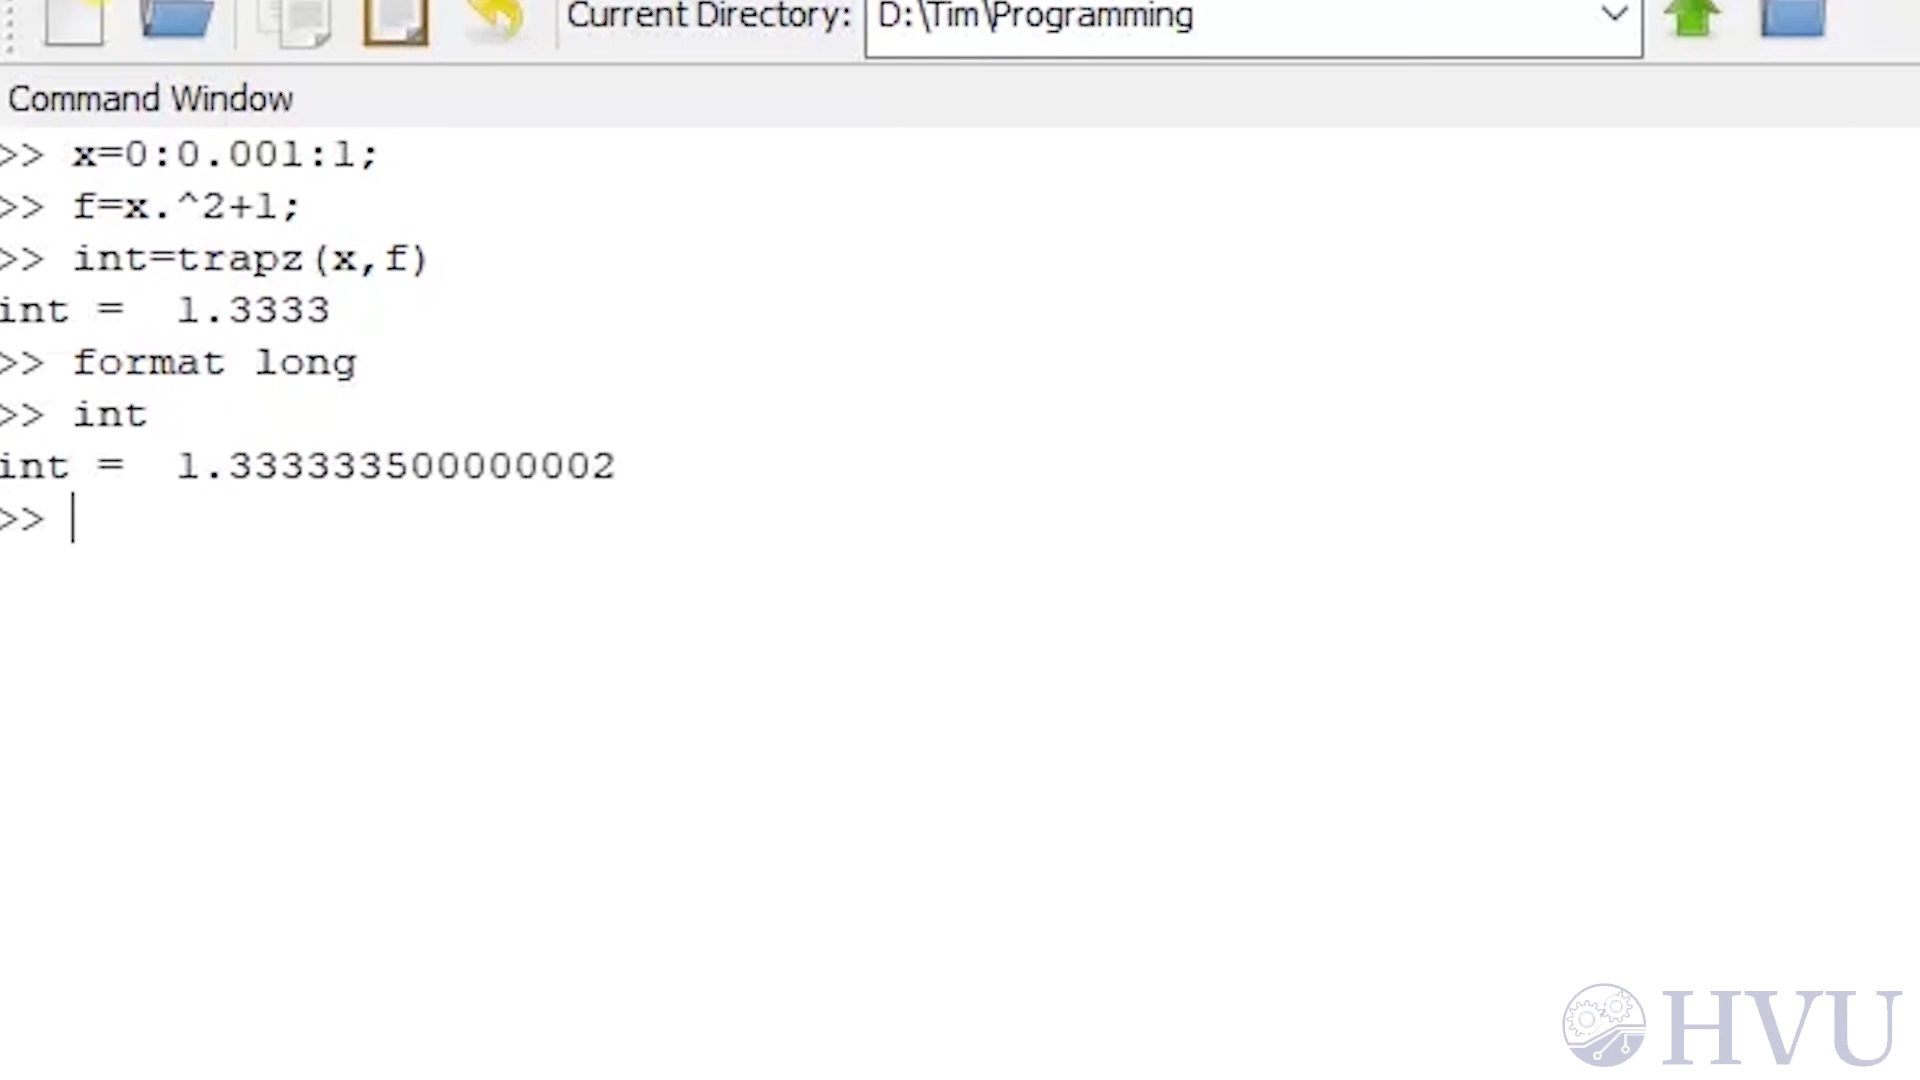 Current Directory: D:\Tim\Programming
Command Window
>> x=0:0.001:1;
>> f=x.^2+1;
>> int=trapz(x,f)
int =  1.3333
>> format long
>> int
int =  1.333333500000002
>>
HVU